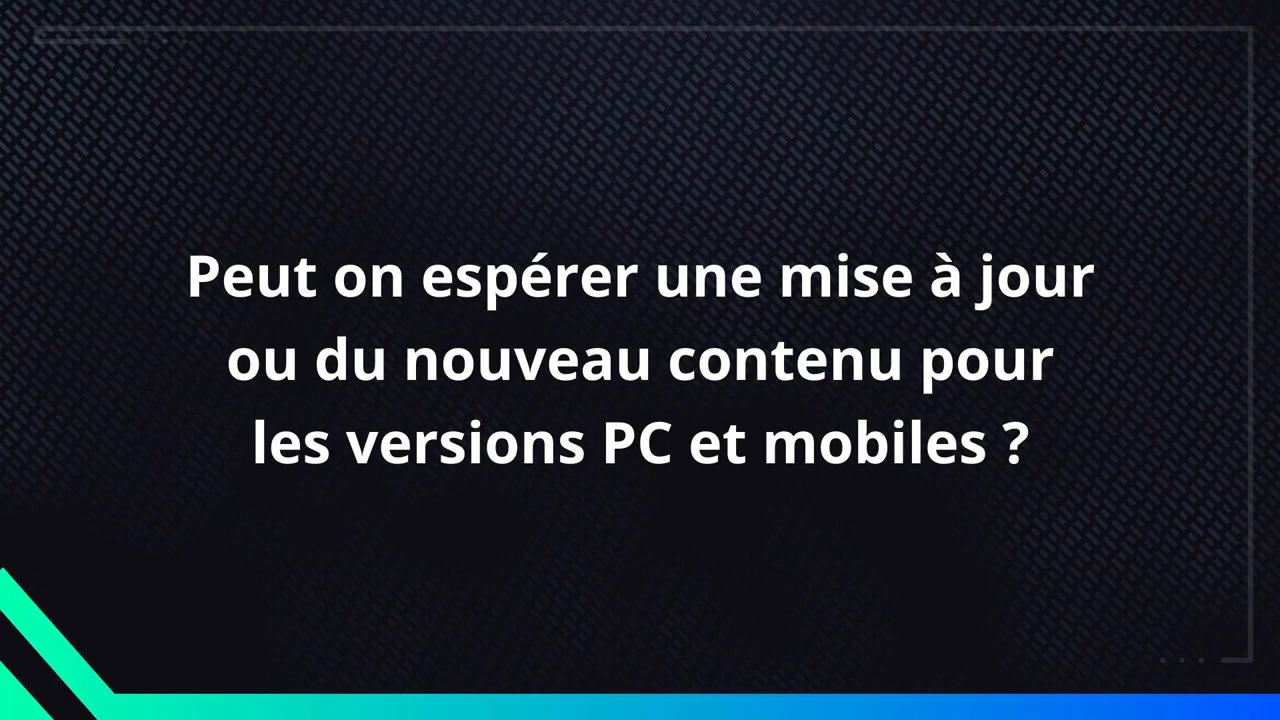 Peut on espérer une mise à jour
ou du nouveau contenu pour
les versions PC et mobiles ?